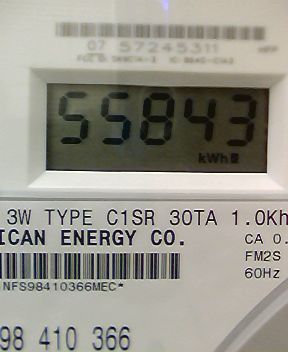 07 57245311
55843
kWh
3W TYPE C1SR 30TA 1.0Kh
ICAN ENERGY CO.
CA 0.
FM2S
60Hz
NFS98410366MEC*
98 410 366